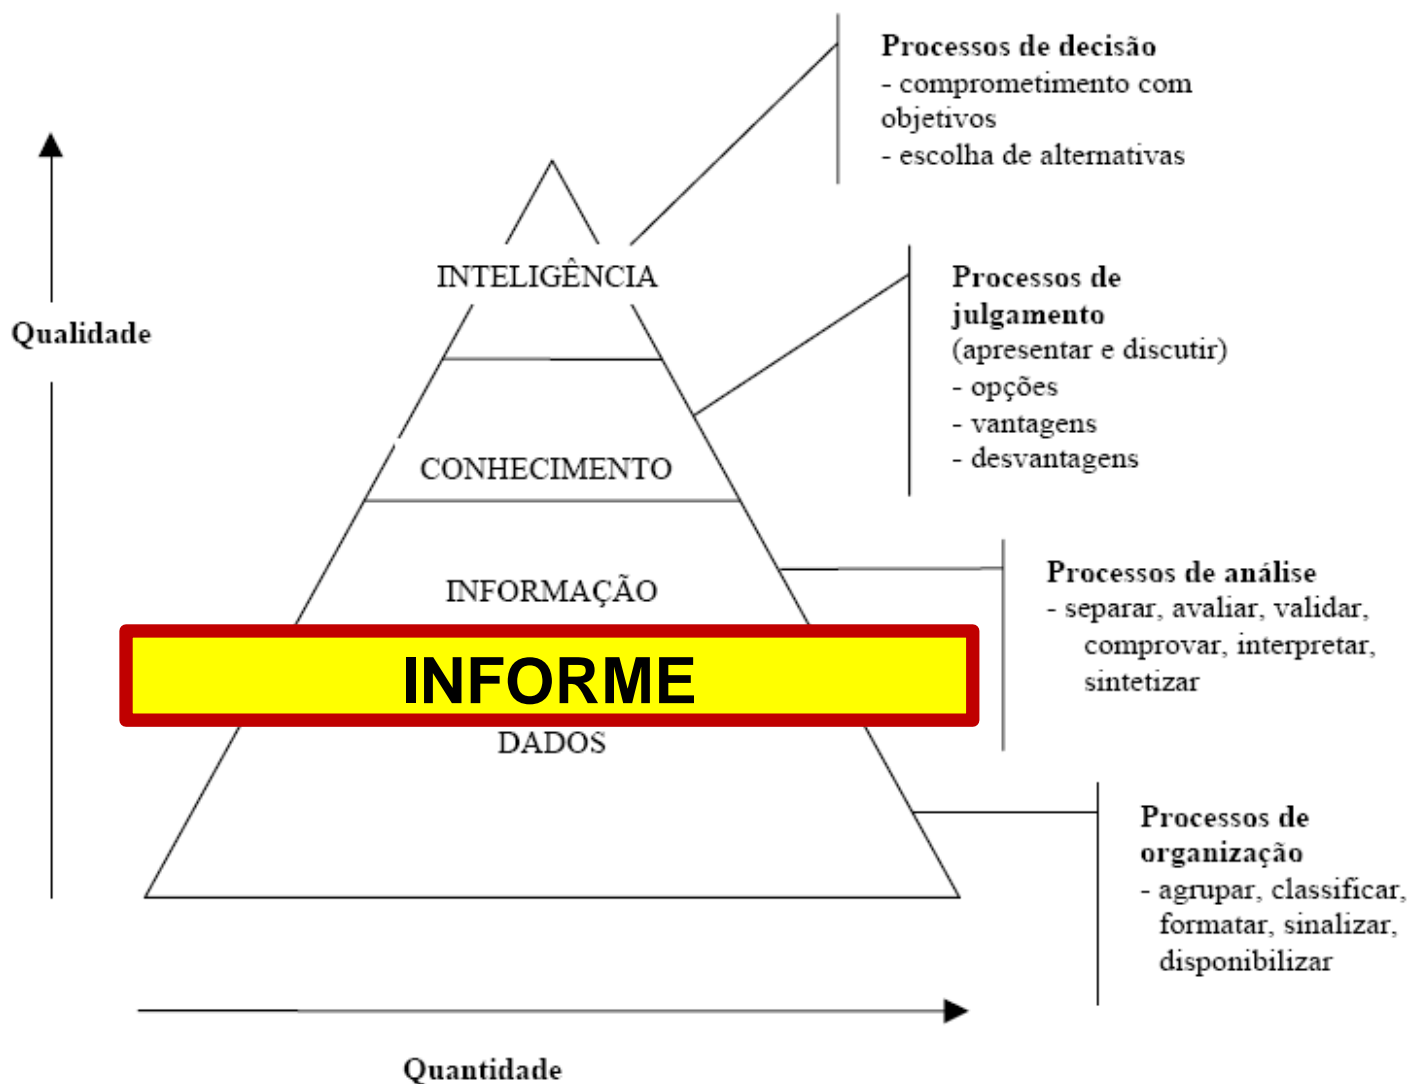 Processos de decisão
- comprometimento com
objetivos
- escolha de alternativas
INTELIGÊNCIA
Qualidade
Processos de
julgamento
(apresentar e discutir)
- opções
- vantagens
- desvantagens
CONHECIMENTO
INFORMAÇÃO
Processos de análise
- separar, avaliar, validar,
comprovar, interpretar,
sintetizar
INFORME
DADOS
Processos de
organização
- agrupar, classificar,
formatar, sinalizar,
disponibilizar
Quantidade